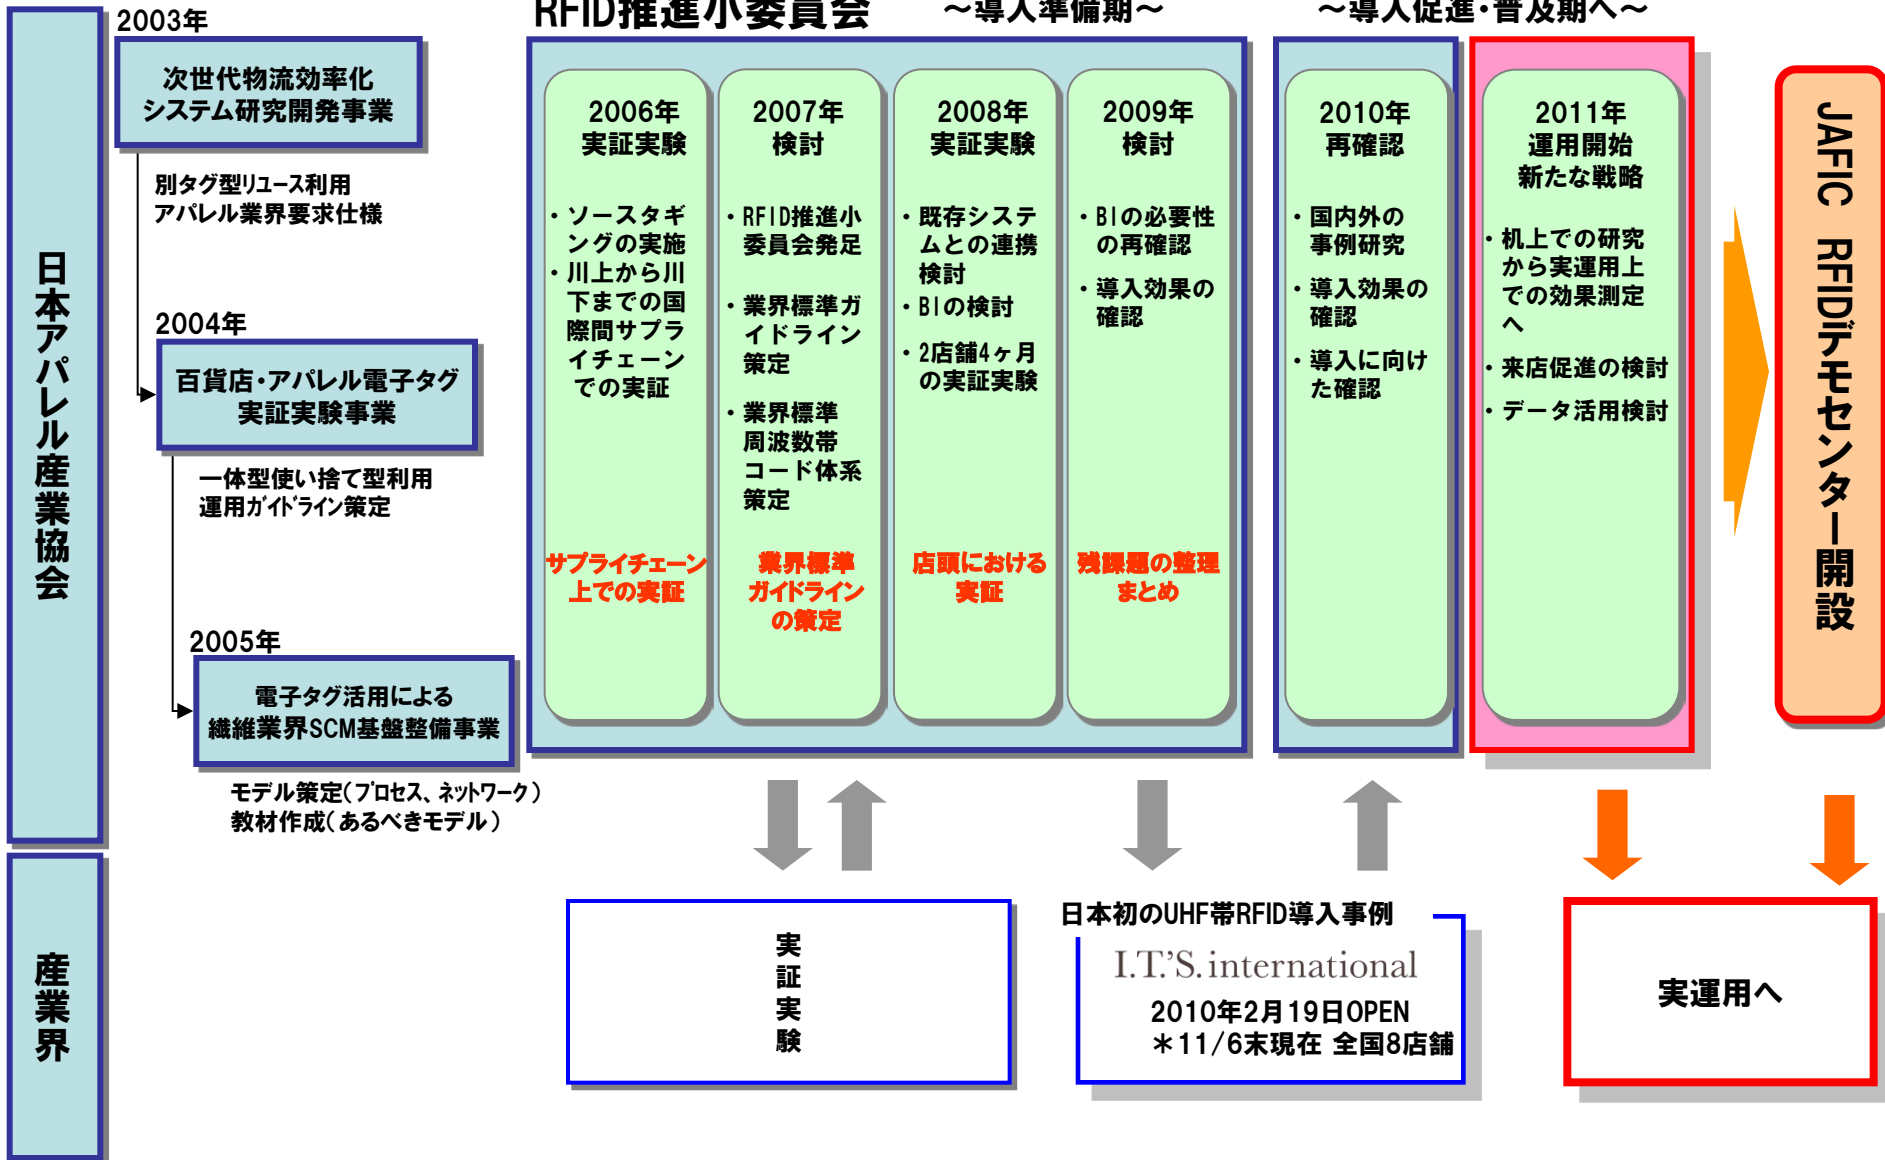 RFID推進小委員会
～導入準備期～
～導入促進・普及期へ～
日本アパレル産業協会
産業界
2003年
次世代物流効率化
システム研究開発事業
別タグ型リユース利用
アパレル業界要求仕様
2004年
百貨店・アパレル電子タグ
実証実験事業
一体型使い捨て型利用
運用ガイドライン策定
2005年
電子タグ活用による
繊維業界SCM基盤整備事業
モデル策定(プロセス、ネットワーク)
教材作成(あるべきモデル)
2006年
実証実験
・ソースタギ
ングの実施
・川上から川
下までの国
際間サプラ
イチェーン
での実証
サプライチェーン
上での実証
2007年
検討
・RFID推進小
委員会発足
・業界標準ガ
イドライン
策定
・業界標準
周波数帯
コード体系
策定
業界標準
ガイドライン
の策定
2008年
実証実験
・既存システ
ムとの連携
検討
・BIの検討
・2店舗4ヶ月
の実証実験
店頭における
実証
2009年
検討
・BIの必要性
の再確認
・導入効果の
確認
残課題の整理
まとめ
2010年
再確認
・国内外の
事例研究
・導入効果の
確認
・導入に向け
た確認
2011年
運用開始
新たな戦略
・机上での研究
から実運用上
での効果測定
へ
・来店促進の検討
・データ活用検討
JAFIC RFIDデモセンター開設
実証実験
日本初のUHF帯RFID導入事例
I.T.'S. international
2010年2月19日OPEN
＊11/6末現在 全国8店舗
実運用へ